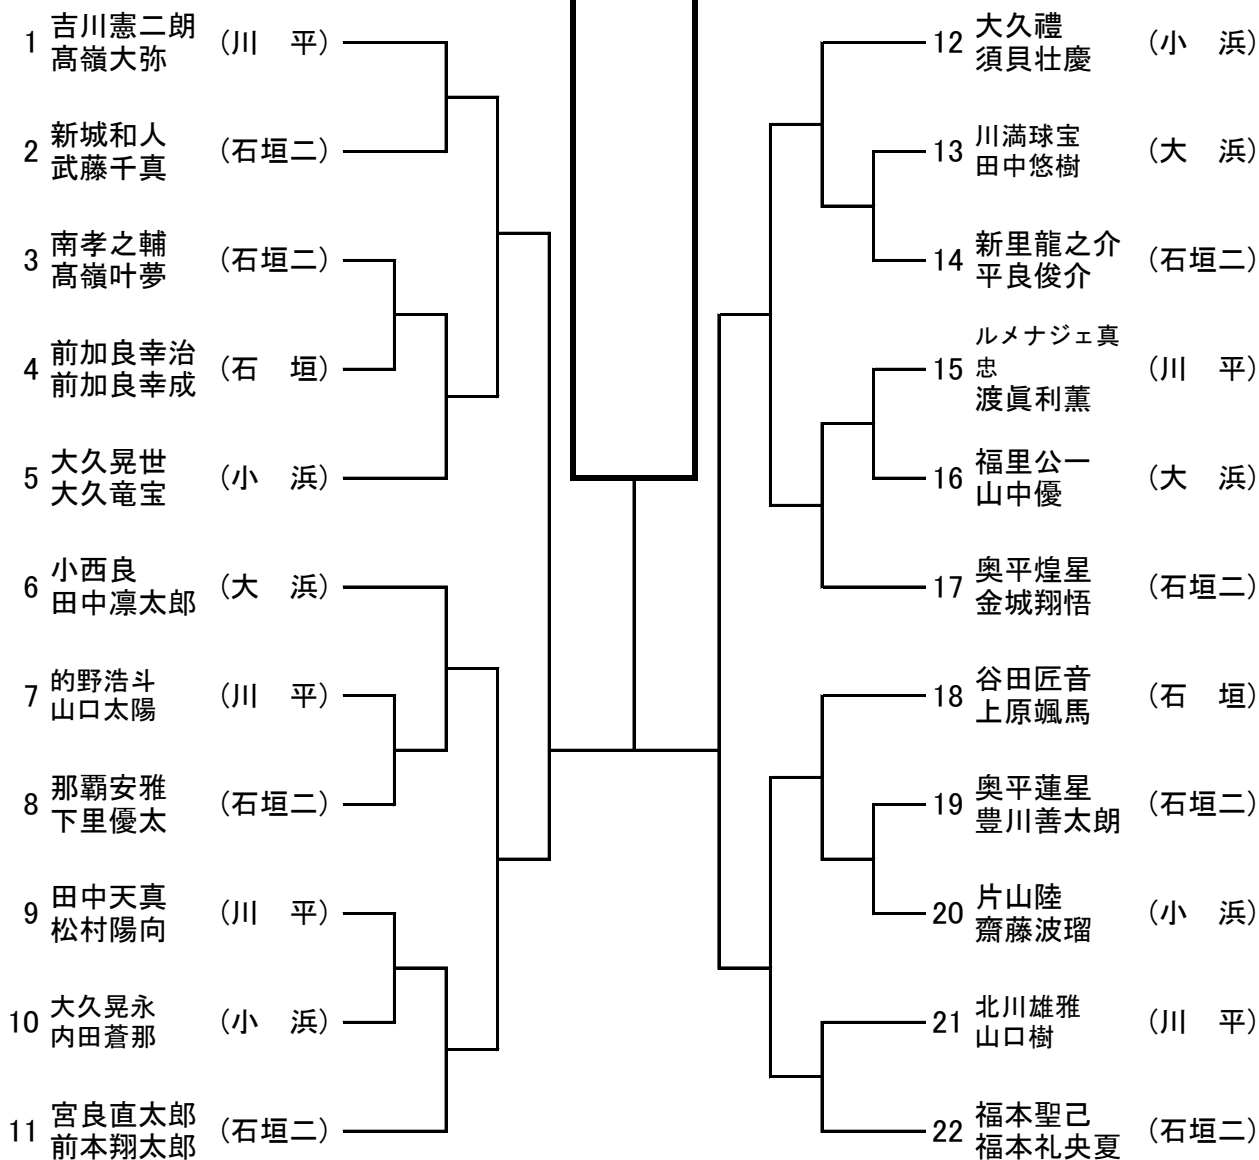 1 吉川憲二朗 (川　平)
髙嶺大弥
2 新城和人 (石垣二)
武藤千真
3 南孝之輔 (石垣二)
髙嶺叶夢
4 前加良幸治 (石　垣)
前加良幸成
5 大久晃世 (小　浜)
大久竜宝
6 小西良 (大　浜)
田中凛太郎
7 的野浩斗 (川　平)
山口太陽
8 那覇安雅 (石垣二)
下里優太
9 田中天真 (川　平)
松村陽向
10 大久晃永 (小　浜)
内田蒼那
11 宮良直太郎 (石垣二)
前本翔太郎
12 大久禮 (小　浜)
須貝壮慶
13 川満球宝 (大　浜)
田中悠樹
14 新里龍之介 (石垣二)
平良俊介
ルメナジェ真
15 忠 (川　平)
渡眞利薫
16 福里公一 (大　浜)
山中優
17 奥平煌星 (石垣二)
金城翔悟
18 谷田匠音 (石　垣)
上原颯馬
19 奥平蓮星 (石垣二)
豊川善太朗
20 片山陸 (小　浜)
齋藤波瑠
21 北川雄雅 (川　平)
山口樹
22 福本聖己 (石垣二)
福本礼央夏